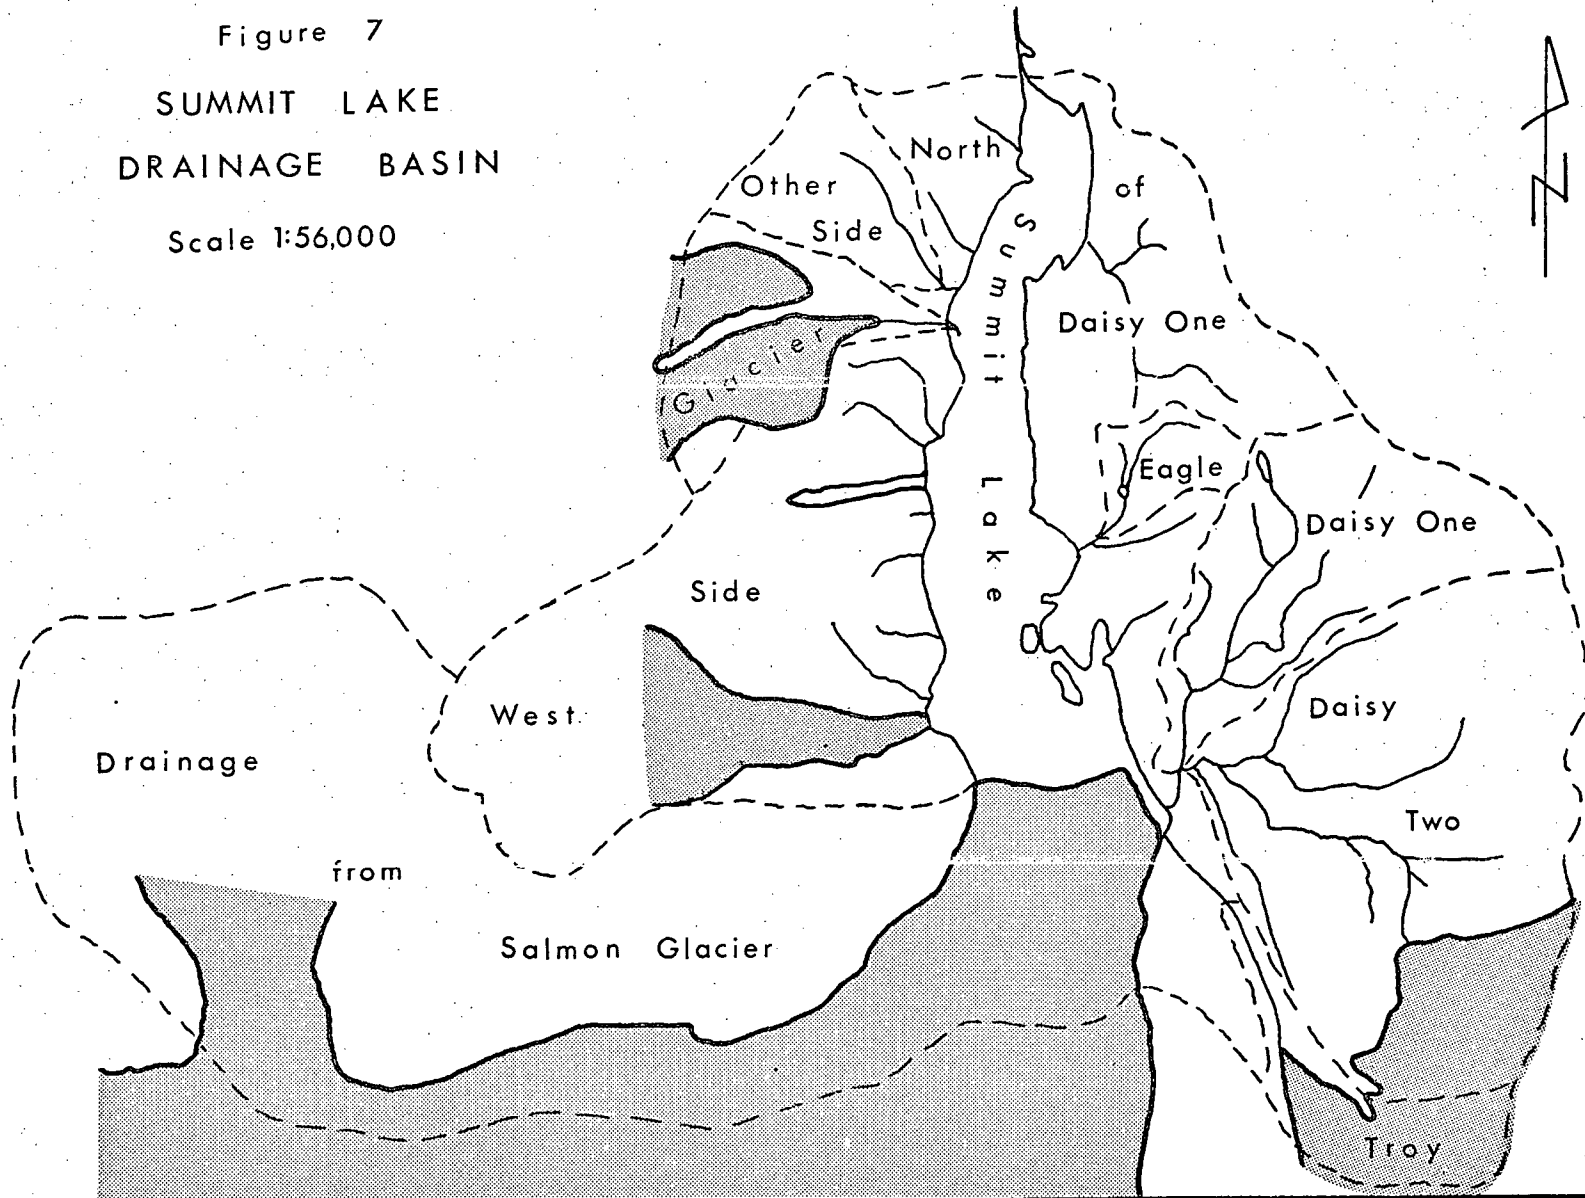 Figure 7
SUMMIT LAKE
DRAINAGE BASIN
Scale 1:56,000
North
of
Daisy One
Other
Side
Glacier
Summit Lake
Eagle
Daisy One
West Side
Daisy
Two
Drainage
from
Salmon Glacier
Troy
N